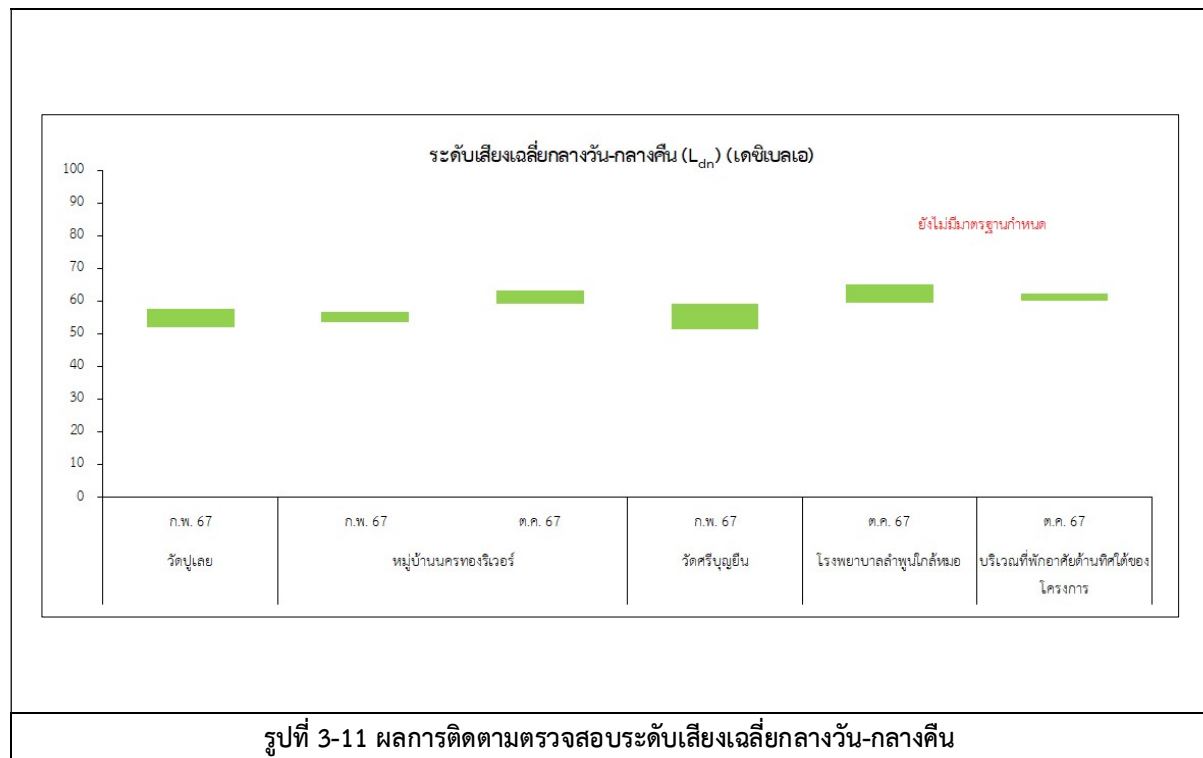 ระดับเสียงเฉลี่ยกลางวัน-กลางคืน (Ldn) (เดซิเบลเอ)
100
90
80
70
60
50
40
30
20
10
0
ยังไม่มีมาตรฐานกำหนด
ก.พ. 67 ก.พ. 67 ต.ค. 67 ก.พ. 67 ต.ค. 67 ต.ค. 67
วัดปูเลย หมู่บ้านนครทองริเวอร์ วัดศรีบุญยืน โรงพยาบาลลำพูนใกล้หมอ บริเวณที่พักอาศัยด้านทิศใต้ของ
โครงการ
รูปที่ 3-11 ผลการติดตามตรวจสอบระดับเสียงเฉลี่ยกลางวัน-กลางคืน